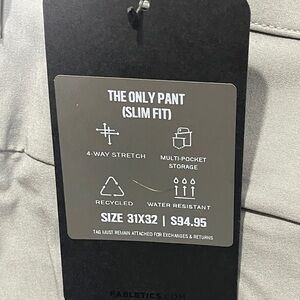 THE ONLY PANT
(SLIM FIT)
4-WAY STRETCH
MULTI-POCKET
STORAGE
RECYCLED
WATER RESISTANT
SIZE 31X32 | $94.95
TAG MUST REMAIN ATTACHED FOR EXCHANGES & RETURNS
FABLETICS